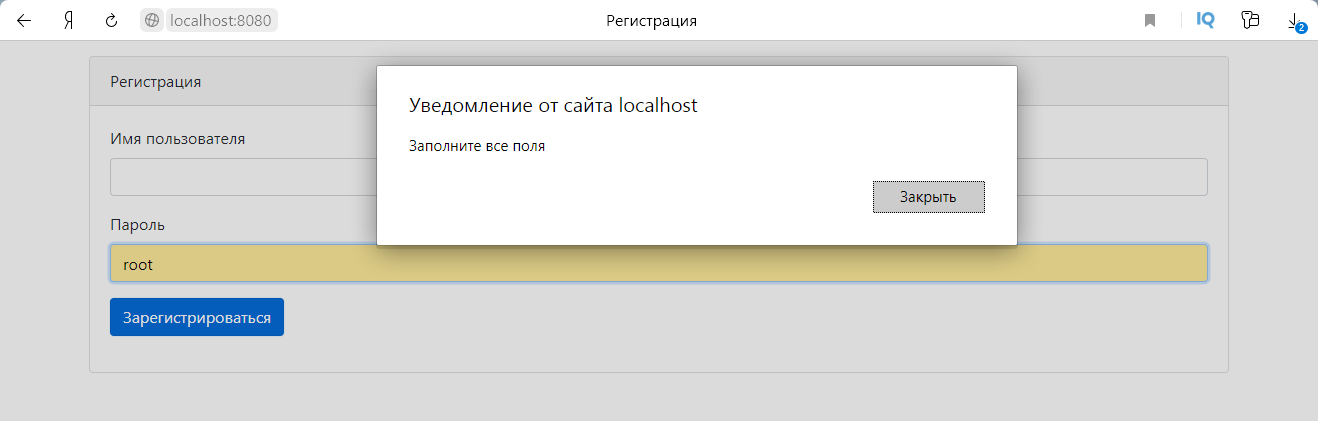 Я localhost:8080 Регистрация IQ 2
Регистрация
Уведомление от сайта localhost
Заполните все поля
Закрыть
Имя пользователя
Пароль
root
Зарегистрироваться